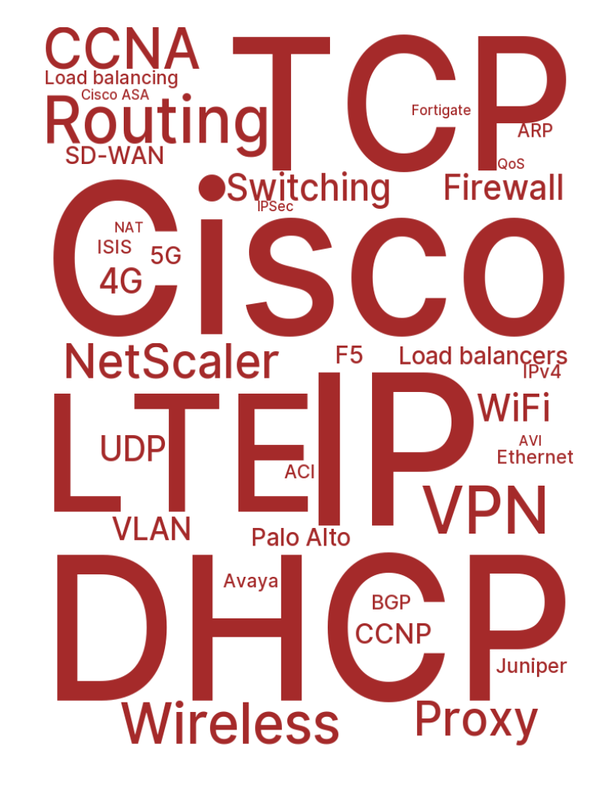 CCNA
TCP
Load balancing
Cisco ASA
Routing
Fortigate
ARP
SD-WAN
QoS
Switching
Firewall
IPSec
Cisco
NAT
ISIS
5G
4G
NetScaler
F5
Load balancers
IPv4
LTE
IP
WiFi
UDP
AVI
Ethernet
ACI
VPN
VLAN
Palo Alto
DHCP
Avaya
BGP
CCNP
Juniper
Wireless
Proxy